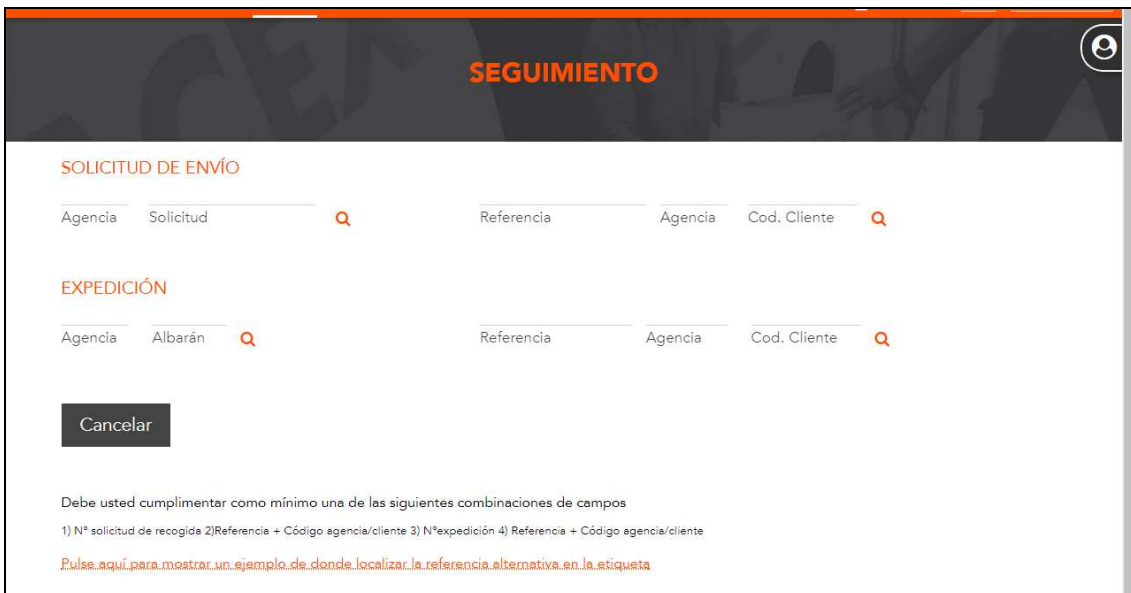 SEGUIMIENTO
SOLICITUD DE ENVÍO
Agencia Solicitud Referencia Agencia Cod. Cliente
EXPEDICIÓN
Agencia Albarán Referencia Agencia Cod. Cliente
Cancelar
Debe usted cumplimentar como mínimo una de las siguientes combinaciones de campos
1) Nº solicitud de recogida 2)Referencia + Código agencia/cliente 3) Nºexpedición 4) Referencia + Código agencia/cliente
Pulse aquí para mostrar un ejemplo de donde localizar la referencia alternativa en la etiqueta